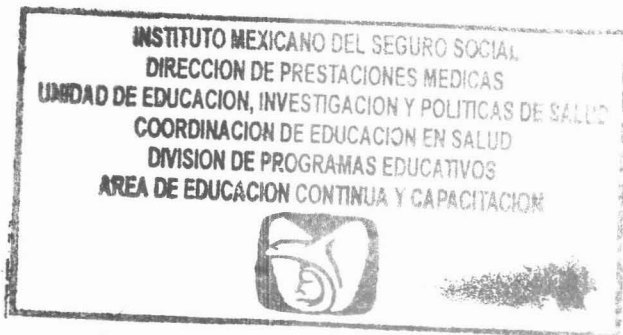 INSTITUTO MEXICANO DEL SEGURO SOCIAL
DIRECCION DE PRESTACIONES MEDICAS
UNIDAD DE EDUCACION, INVESTIGACION Y POLITICAS DE SALUD
COORDINACION DE EDUCACION EN SALUD
DIVISION DE PROGRAMAS EDUCATIVOS
AREA DE EDUCACION CONTINUA Y CAPACITACION